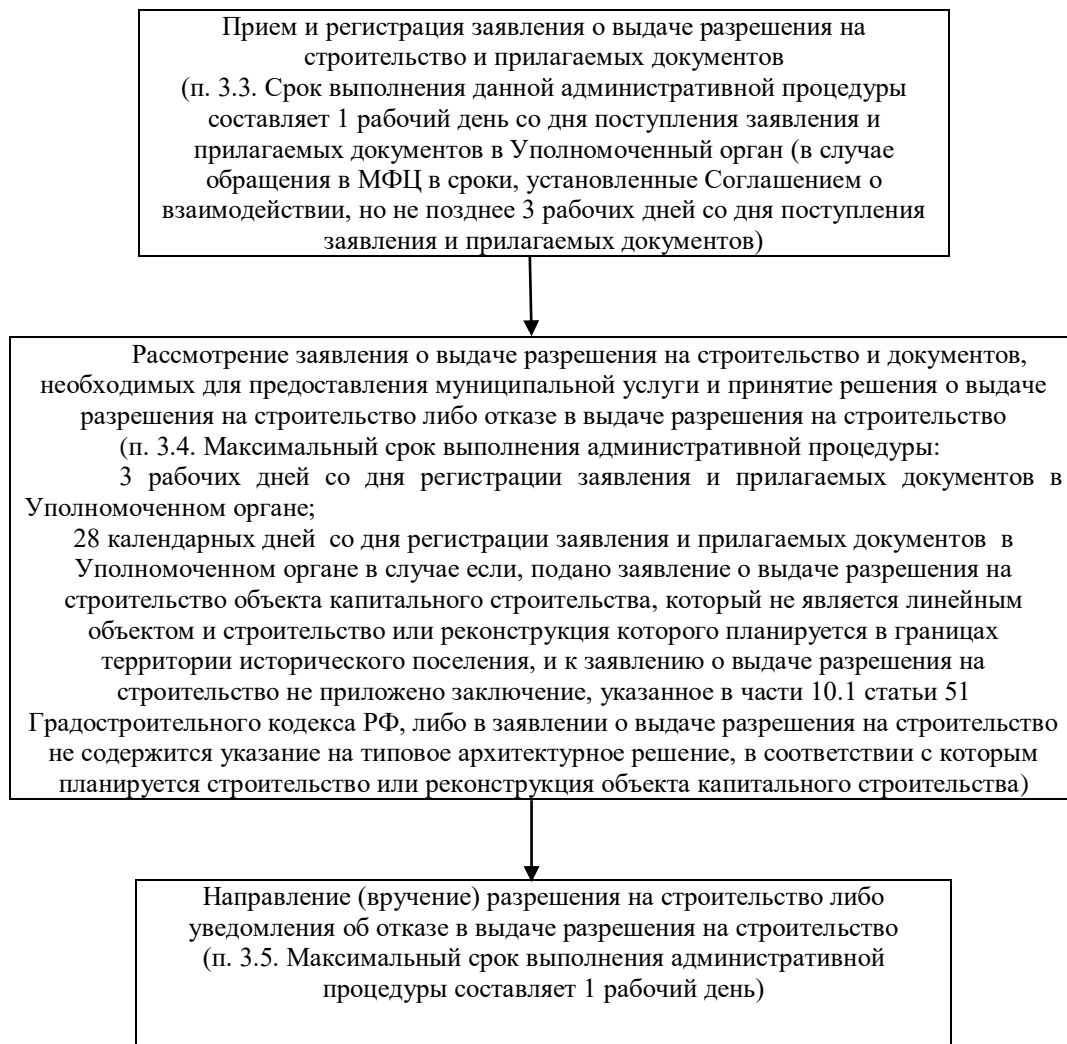 Прием и регистрация заявления о выдаче разрешения на
строительство и прилагаемых документов
(п. 3.3. Срок выполнения данной административной процедуры
составляет 1 рабочий день со дня поступления заявления и
прилагаемых документов в Уполномоченный орган (в случае
обращения в МФЦ в сроки, установленные Соглашением о
взаимодействии, но не позднее 3 рабочих дней со дня поступления
заявления и прилагаемых документов)
Рассмотрение заявления о выдаче разрешения на строительство и документов,
необходимых для предоставления муниципальной услуги и принятие решения о выдаче
разрешения на строительство либо отказе в выдаче разрешения на строительство
(п. 3.4. Максимальный срок выполнения административной процедуры:
3 рабочих дней со дня регистрации заявления и прилагаемых документов в
Уполномоченном органе;
28 календарных дней со дня регистрации заявления и прилагаемых документов в
Уполномоченном органе в случае если, подано заявление о выдаче разрешения на
строительство объекта капитального строительства, который не является линейным
объектом и строительство или реконструкция которого планируется в границах
территории исторического поселения, и к заявлению о выдаче разрешения на
строительство не приложено заключение, указанное в части 10.1 статьи 51
Градостроительного кодекса РФ, либо в заявлении о выдаче разрешения на строительство
не содержится указание на типовое архитектурное решение, в соответствии с которым
планируется строительство или реконструкция объекта капитального строительства)
Направление (вручение) разрешения на строительство либо
уведомления об отказе в выдаче разрешения на строительство
(п. 3.5. Максимальный срок выполнения административной
процедуры составляет 1 рабочий день)